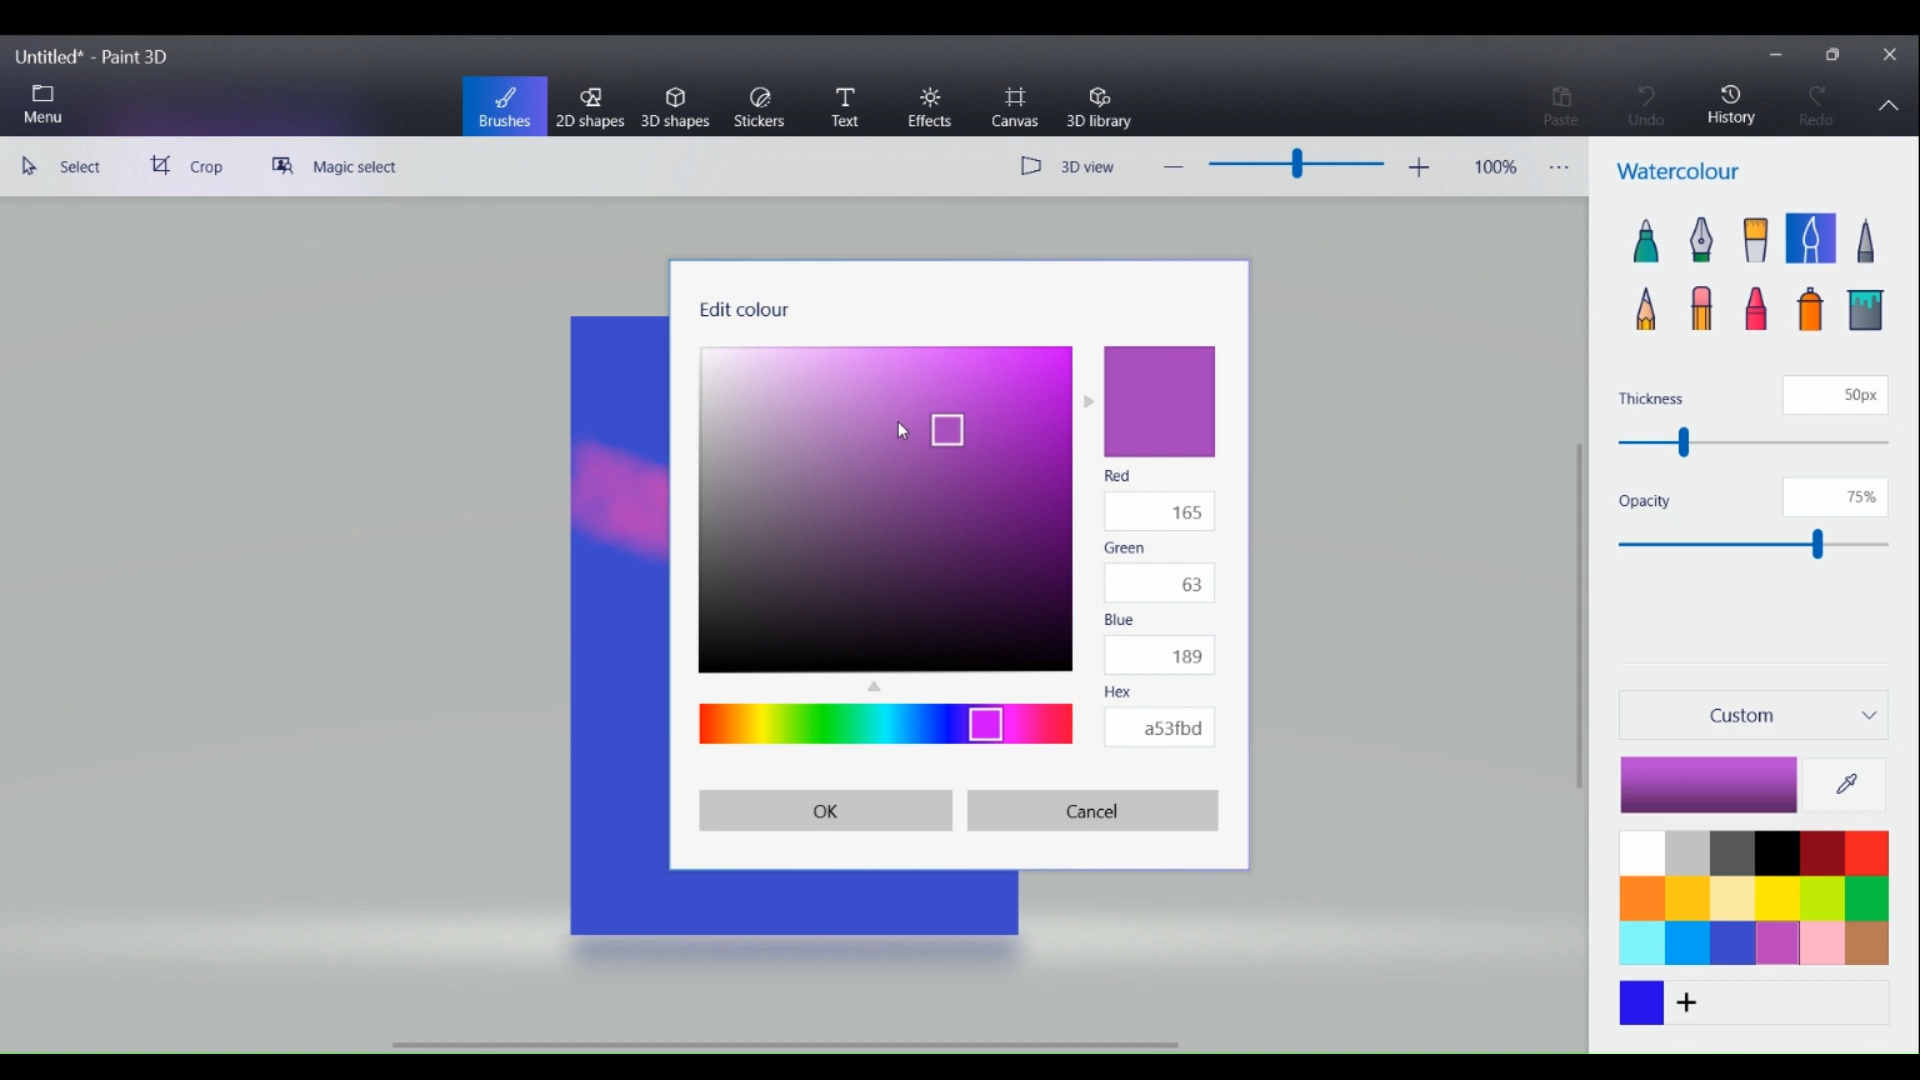 Untitled* - Paint 3D
Menu
Brushes
2D shapes
3D shapes
Stickers
Text
Effects
Canvas
3D library
Paste
Undo
History
Redo
Select
Crop
Magic select
3D view
100%
Watercolour
Thickness
50px
Opacity
75%
Custom
Edit colour
Red
165
Green
63
Blue
189
Hex
a53fbd
OK
Cancel